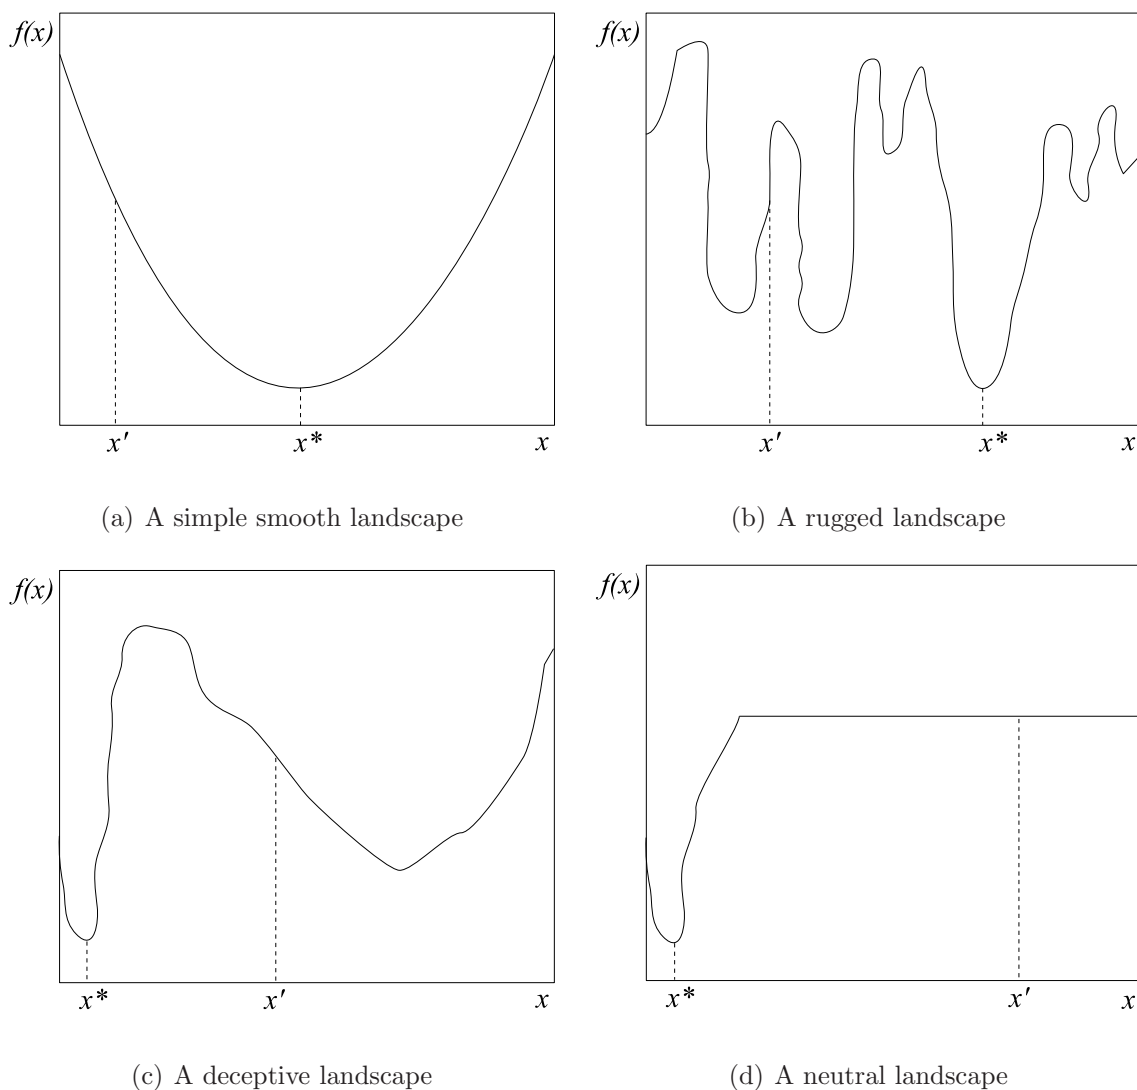 f(x)
x′ x* x
(a) A simple smooth landscape
f(x)
x′ x* x
(b) A rugged landscape
f(x)
x* x′ x
(c) A deceptive landscape
f(x)
x* x′ x
(d) A neutral landscape